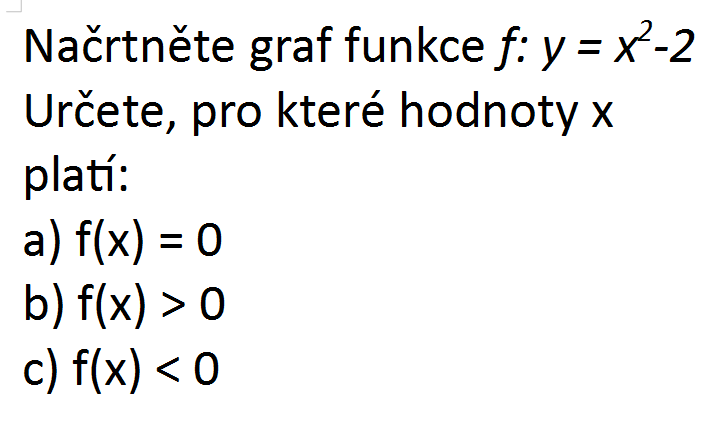 Načrtněte graf funkce f: y = x²-2
Určete, pro které hodnoty x
platí:
a) f(x) = 0
b) f(x) > 0
c) f(x) < 0